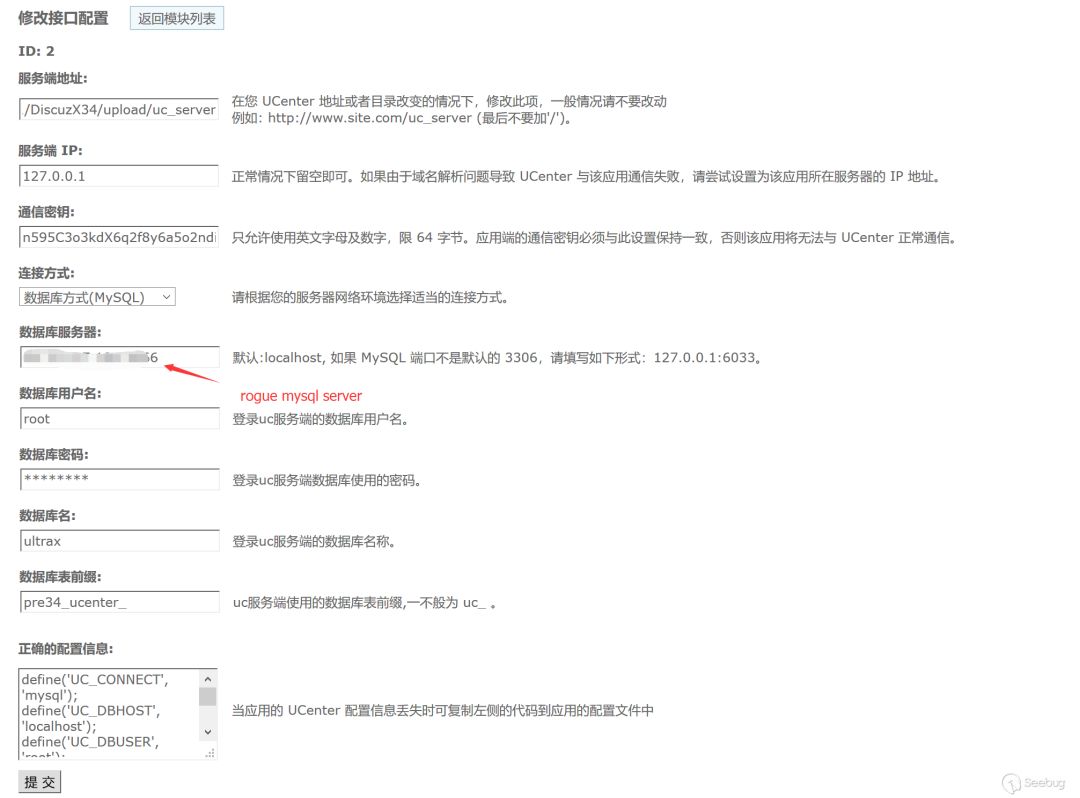 修改接口配置 返回模块列表
ID: 2
服务端地址:
/DiscuzX34/upload/uc_server
在您 UCenter 地址或者目录改变的情况下，修改此项，一般情况请不要改动
例如: http://www.site.com/uc_server (最后不要加'/')。
服务端 IP:
127.0.0.1
正常情况下留空即可。如果由于域名解析问题导致 UCenter 与该应用通信失败，请尝试设置为该应用所在服务器的 IP 地址。
通信密钥:
n595C3o3kdX6q2f8y6a5o2ndi
只允许使用英文字母及数字，限 64 字节。应用端的通信密钥必须与此设置保持一致，否则该应用将无法与 UCenter 正常通信。
连接方式:
数据库方式(MySQL)
请根据您的服务器网络环境选择适当的连接方式。
数据库服务器:
默认:localhost, 如果 MySQL 端口不是默认的 3306，请填写如下形式：127.0.0.1:6033。
rogue mysql server
数据库用户名:
root
登录uc服务端的数据库用户名。
数据库密码:
********
登录uc服务端数据库使用的密码。
数据库名:
ultrax
登录uc服务端的数据库名称。
数据库表前缀:
pre34_ucenter_
uc服务端使用的数据库表前缀,一不般为 uc_ 。
正确的配置信息:
define('UC_CONNECT',
'mysql');
define('UC_DBHOST',
'localhost');
define('UC_DBUSER',
'root');
当应用的 UCenter 配置信息丢失时可复制左侧的代码到应用的配置文件中
提 交
Seebug